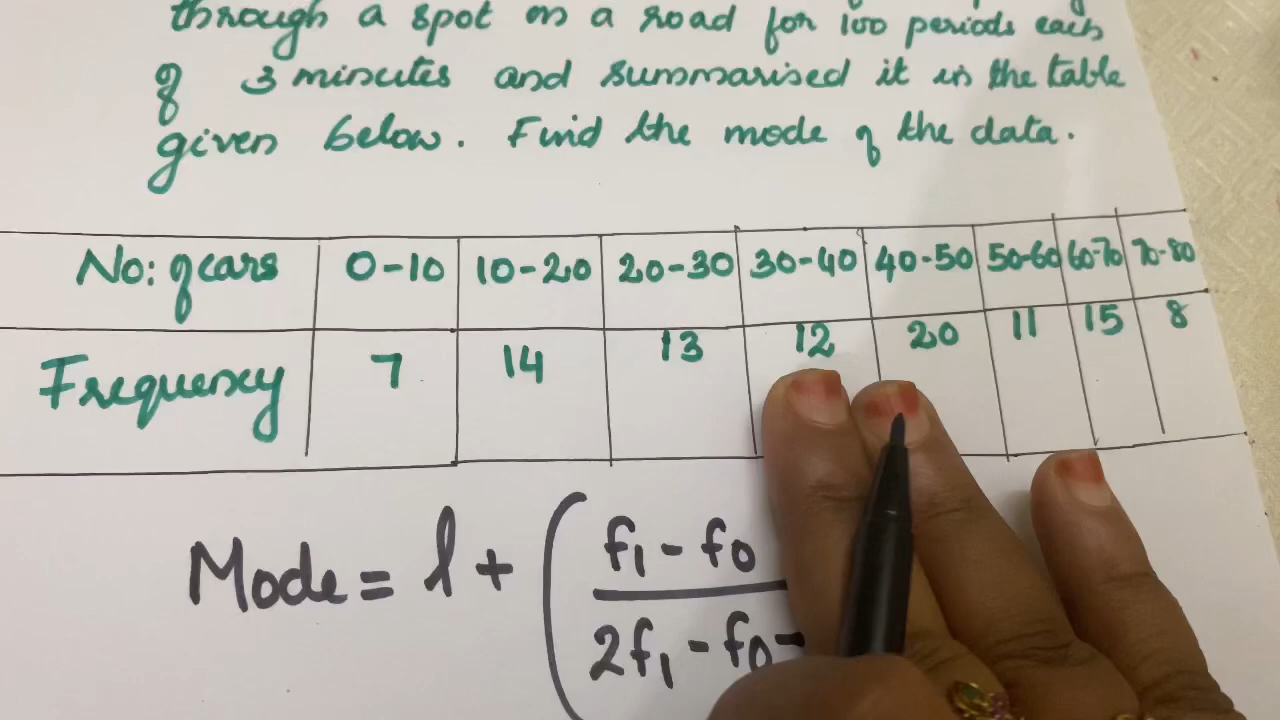 through a spot on a road for 100 periods each
of 3 minutes and summarised it in the table
given below. Find the mode of the data.
No: of cars 0-10 10-20 20-30 30-40 40-50 50-60 60-70 70-80
Frequency 7 14 13 12 20 11 15 8
Mode = l + (
f1 - f0
2f1 - f0 -